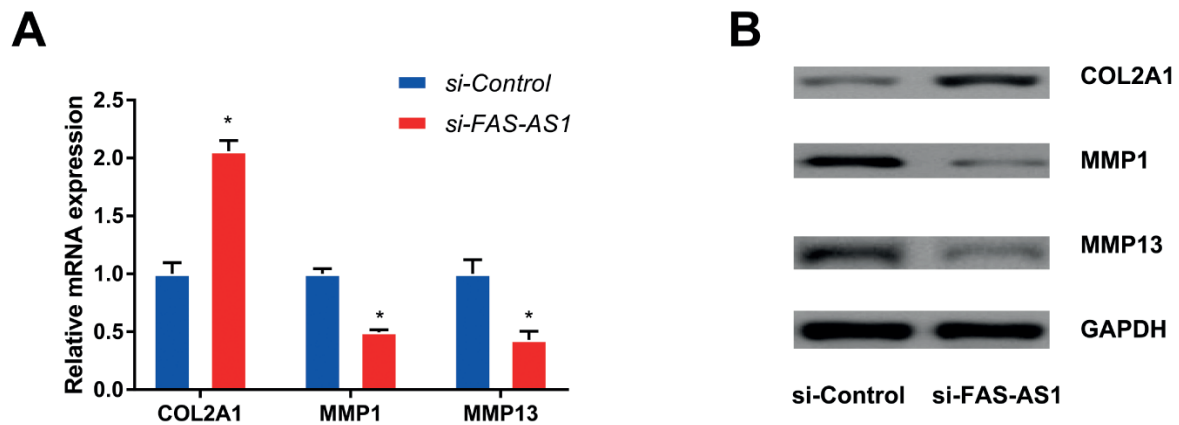 A
si-Control
si-FAS-AS1
Relative mRNA expression
2.5
2.0
1.5
1.0
0.5
0.0
*
*
*
COL2A1 MMP1 MMP13
B
COL2A1
MMP1
MMP13
GAPDH
si-Control si-FAS-AS1